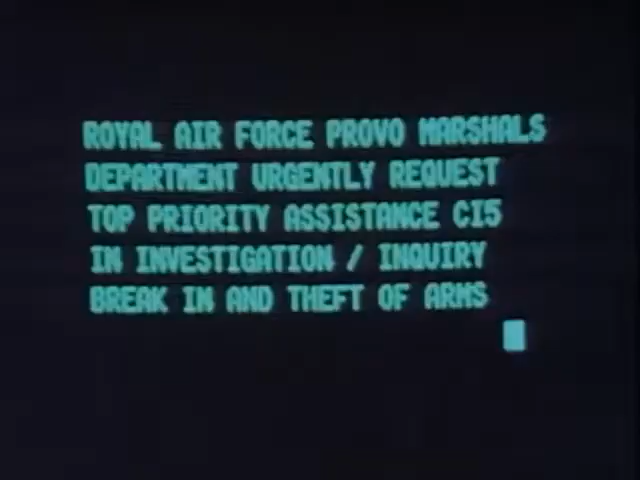 ROYAL AIR FORCE PROVO MARSHALS
DEPARTMENT URGENTLY REQUEST
TOP PRIORITY ASSISTANCE CI5
IN INVESTIGATION / INQUIRY
BREAK IN AND THEFT OF ARMS